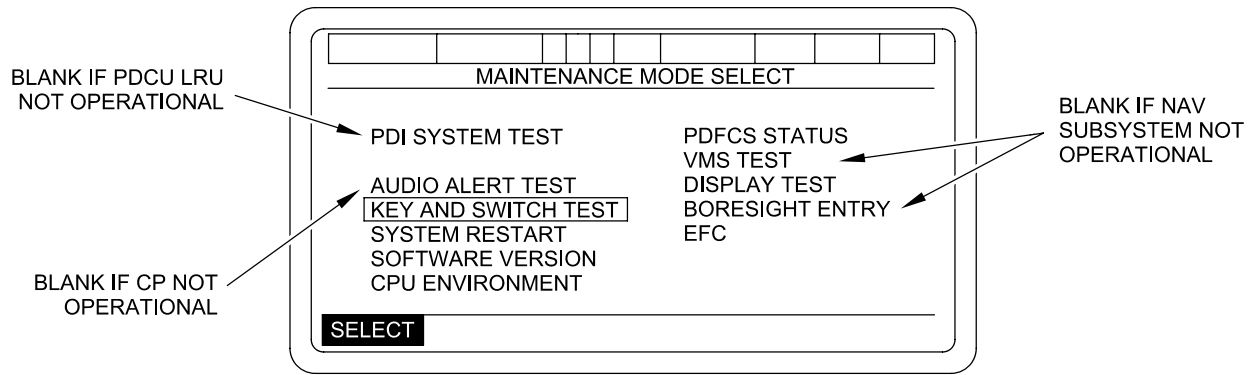 BLANK IF PDCU LRU
NOT OPERATIONAL
MAINTENANCE MODE SELECT
PDI SYSTEM TEST
AUDIO ALERT TEST
KEY AND SWITCH TEST
SYSTEM RESTART
SOFTWARE VERSION
CPU ENVIRONMENT
PDFCS STATUS
VMS TEST
DISPLAY TEST
BORESIGHT ENTRY
EFC
BLANK IF NAV
SUBSYSTEM NOT
OPERATIONAL
BLANK IF CP NOT
OPERATIONAL
SELECT